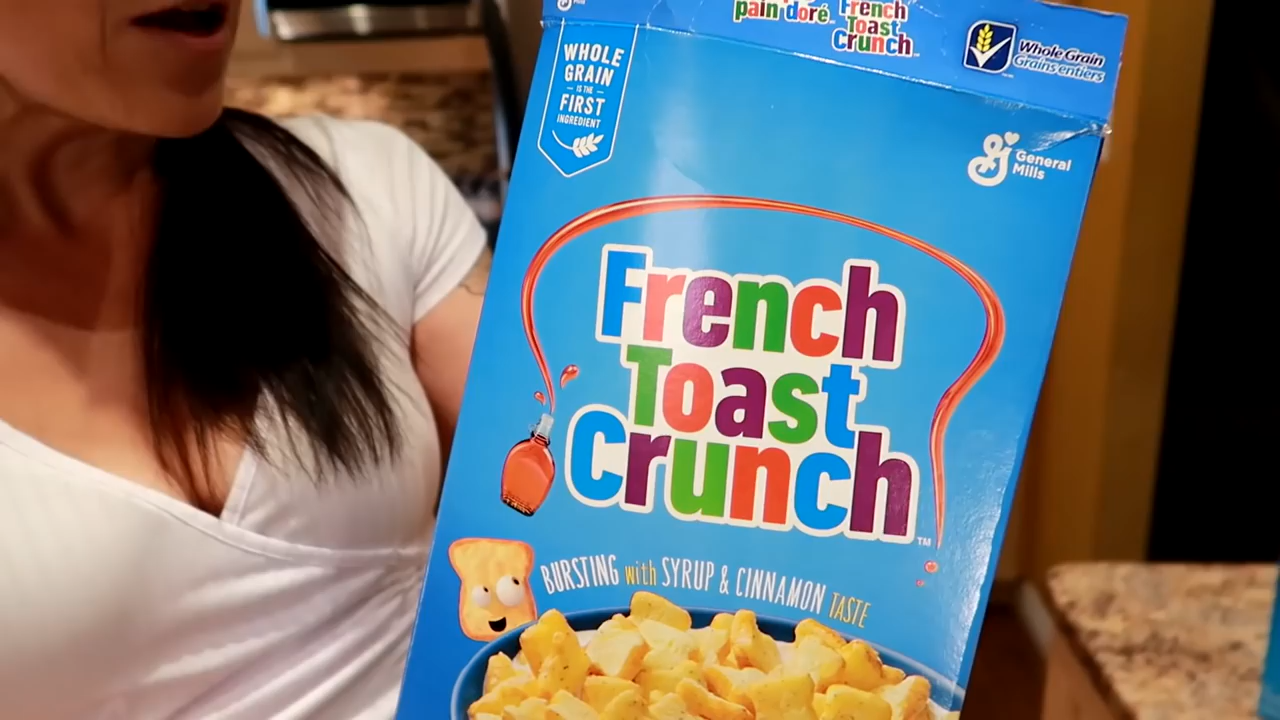 pain doré
French
Toast
Crunch
Whole Grain
Grains entiers
WHOLE
GRAIN
IS THE
FIRST
INGREDIENT
General
Mills
French
Toast
Crunch
TM
BURSTING with SYRUP & CINNAMON TASTE